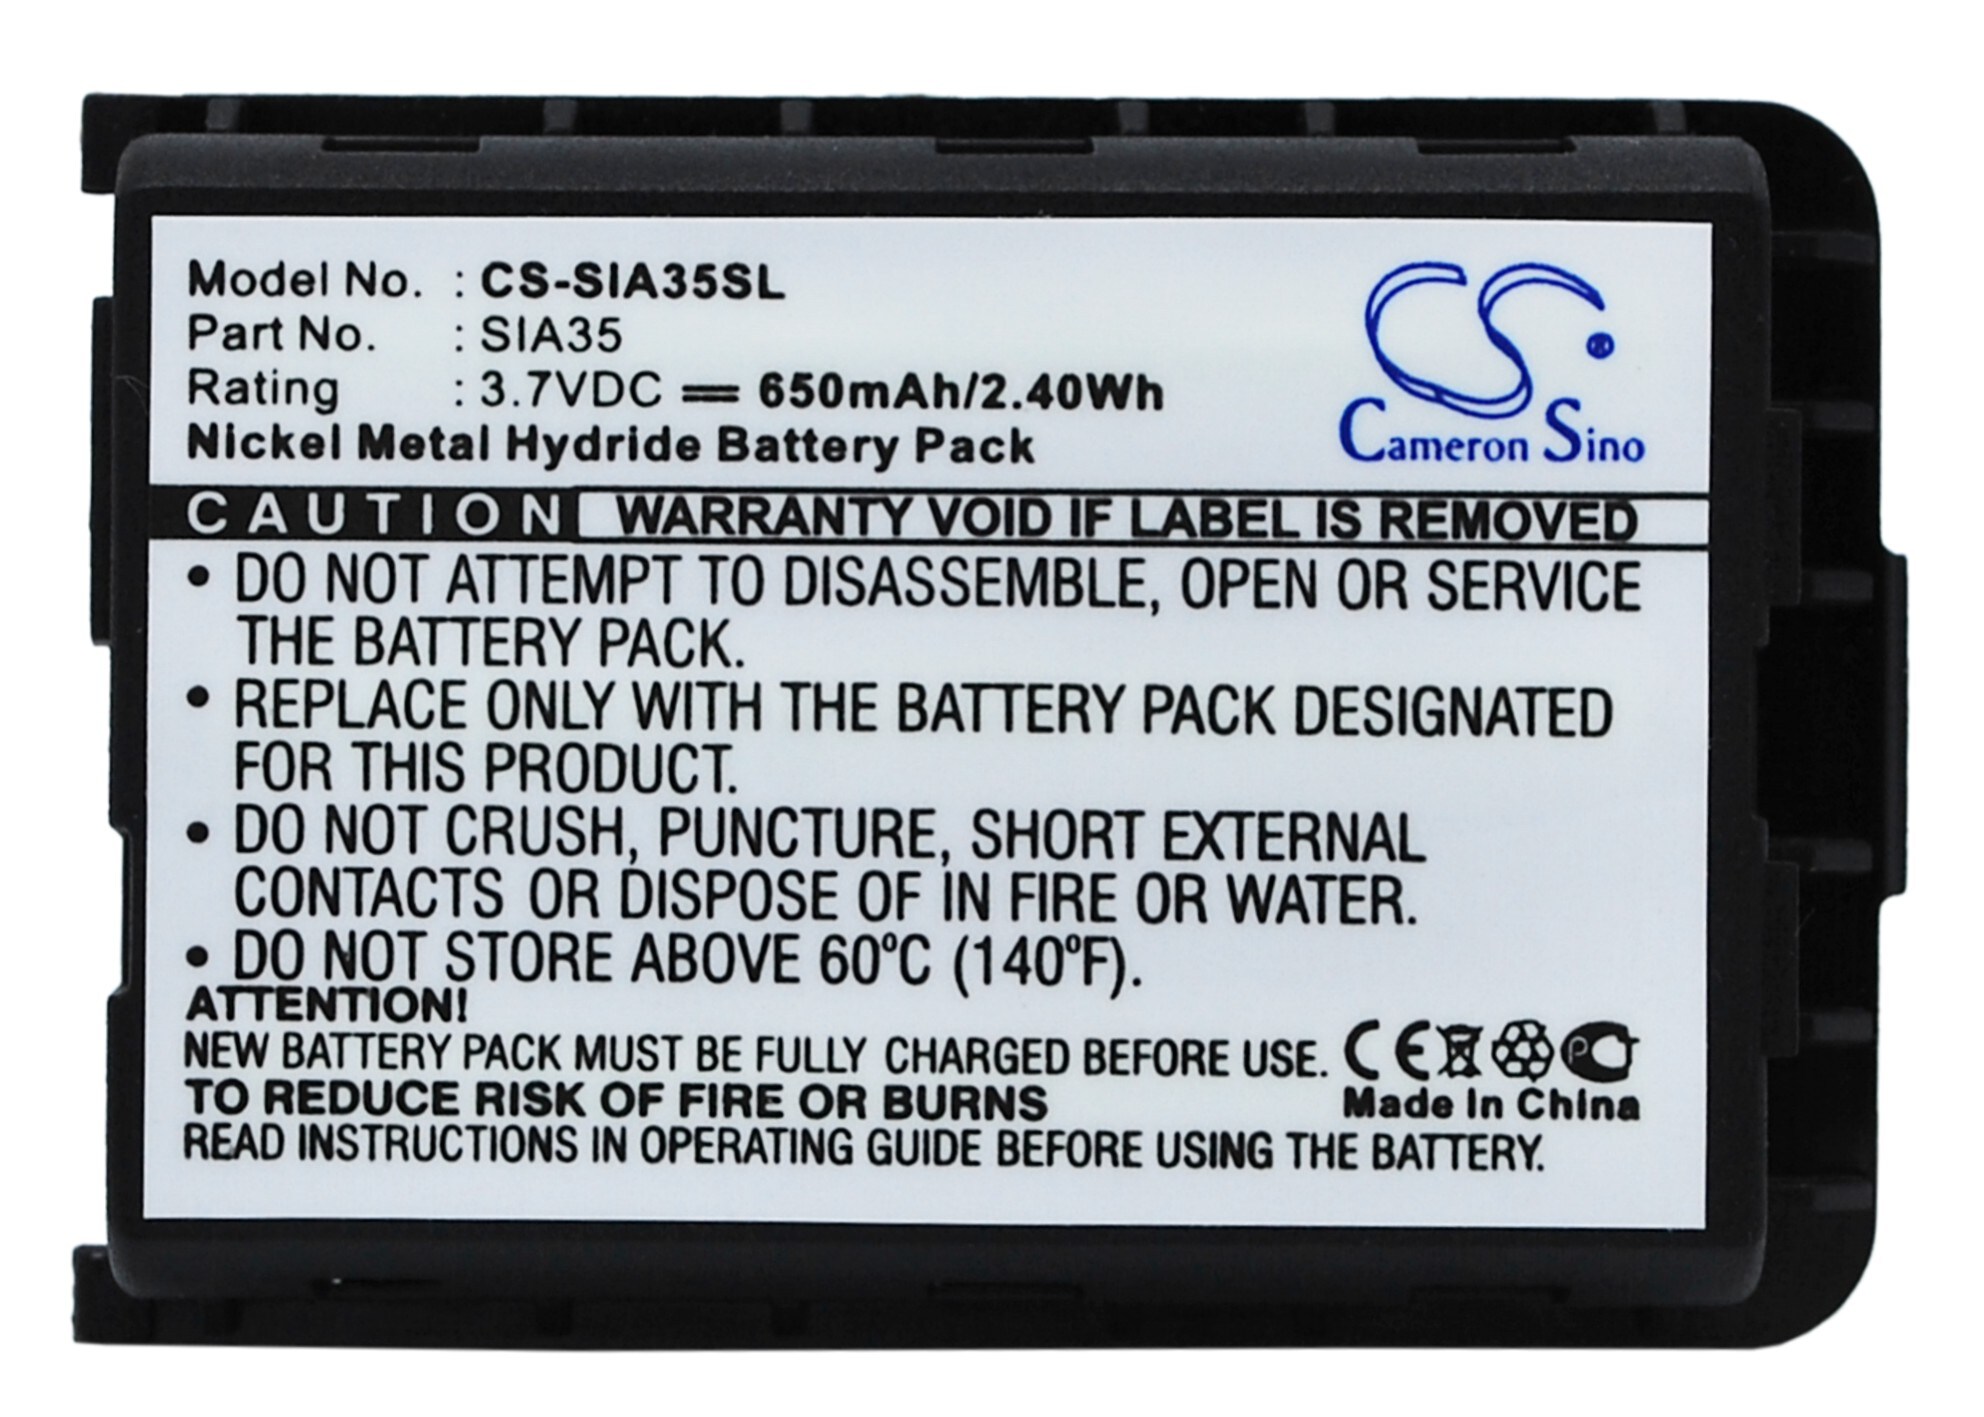 Model No. : CS-SIA35SL
Part No. : SIA35
Rating : 3.7VDC ⎓ 650mAh/2.40Wh
Nickel Metal Hydride Battery Pack
CS®
Cameron Sino
CAUTION WARRANTY VOID IF LABEL IS REMOVED
• DO NOT ATTEMPT TO DISASSEMBLE, OPEN OR SERVICE
THE BATTERY PACK.
• REPLACE ONLY WITH THE BATTERY PACK DESIGNATED
FOR THIS PRODUCT.
• DO NOT CRUSH, PUNCTURE, SHORT EXTERNAL
CONTACTS OR DISPOSE OF IN FIRE OR WATER.
• DO NOT STORE ABOVE 60ºC (140ºF).
ATTENTION!
NEW BATTERY PACK MUST BE FULLY CHARGED BEFORE USE. CE PC
TO REDUCE RISK OF FIRE OR BURNS Made In China
READ INSTRUCTIONS IN OPERATING GUIDE BEFORE USING THE BATTERY.